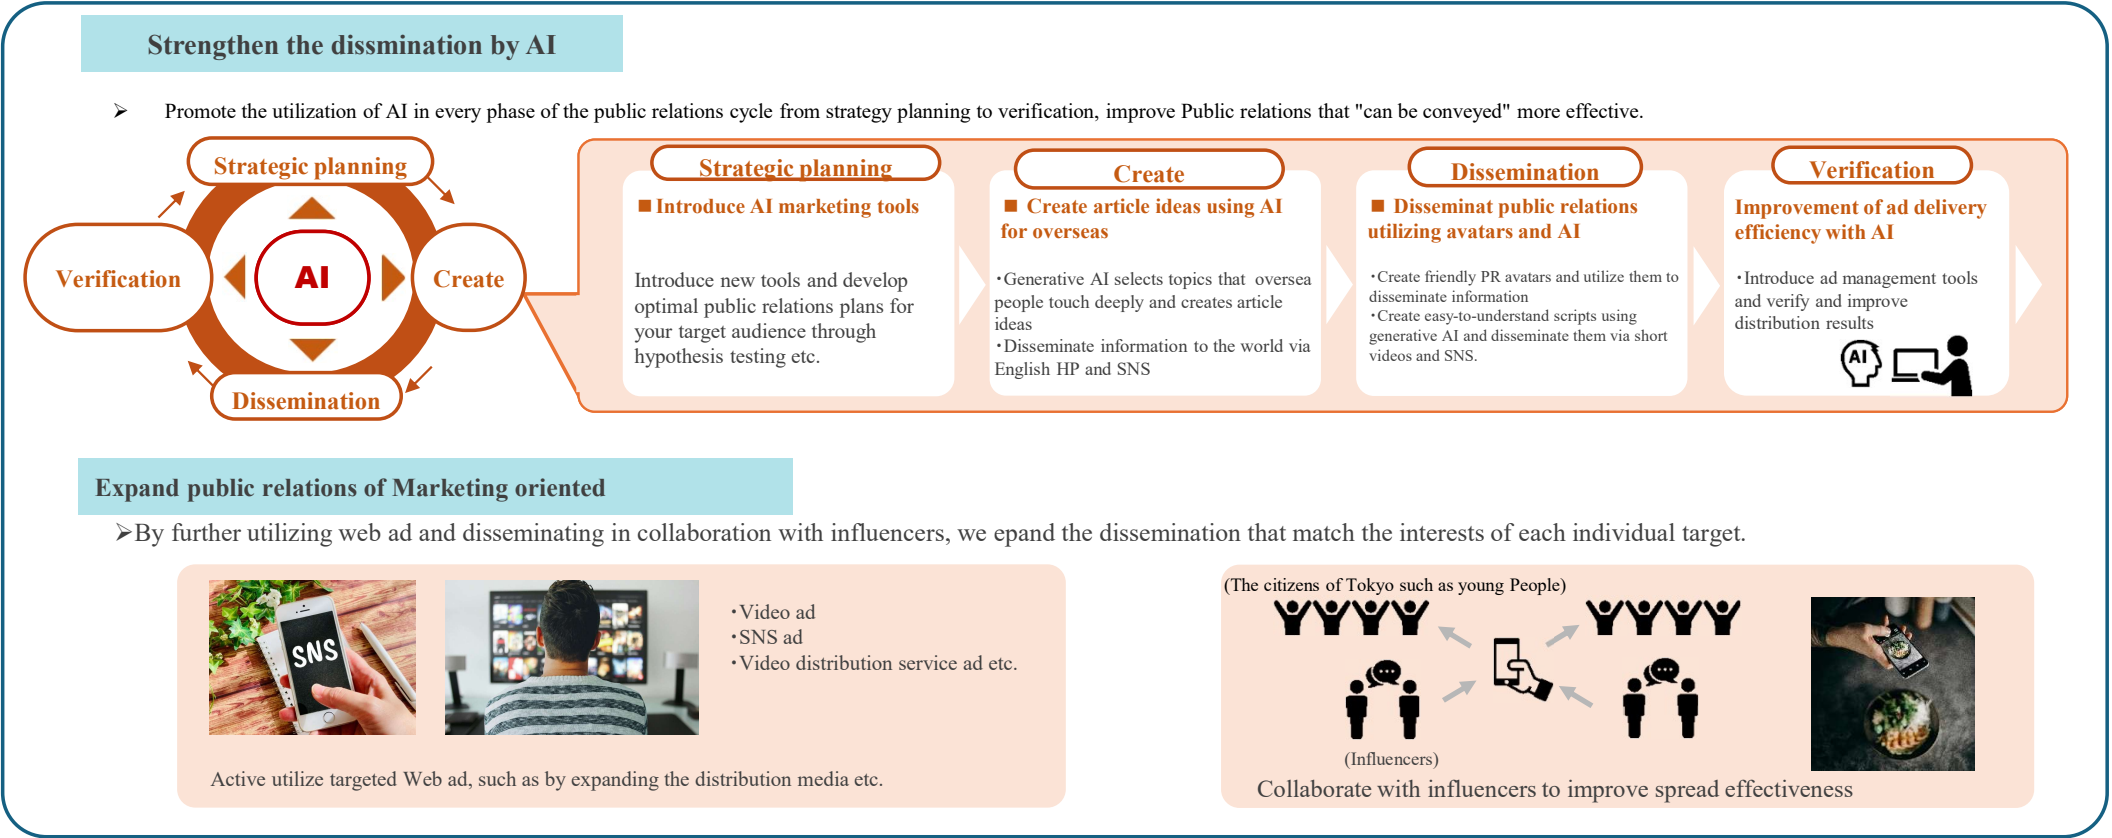 Strengthen the dissmination by AI
➢ Promote the utilization of AI in every phase of the public relations cycle from strategy planning to verification, improve Public relations that "can be conveyed" more effective.
Strategic planning
Verification
AI
Create
Dissemination
Strategic planning
■ Introduce AI marketing tools
Introduce new tools and develop
optimal public relations plans for
your target audience through
hypothesis testing etc.
Create
■ Create article ideas using AI
for overseas
・Generative AI selects topics that oversea
people touch deeply and creates article
ideas
・Disseminate information to the world via
English HP and SNS
Dissemination
■ Disseminat public relations
utilizing avatars and AI
・Create friendly PR avatars and utilize them to
disseminate information
・Create easy-to-understand scripts using
generative AI and disseminate them via short
videos and SNS.
Verification
Improvement of ad delivery
efficiency with AI
・Introduce ad management tools
and verify and improve
distribution results
AI
Expand public relations of Marketing oriented
➢By further utilizing web ad and disseminating in collaboration with influencers, we epand the dissemination that match the interests of each individual target.
SNS
・Video ad
・SNS ad
・Video distribution service ad etc.
Active utilize targeted Web ad, such as by expanding the distribution media etc.
(The citizens of Tokyo such as young People)
(Influencers)
Collaborate with influencers to improve spread effectiveness